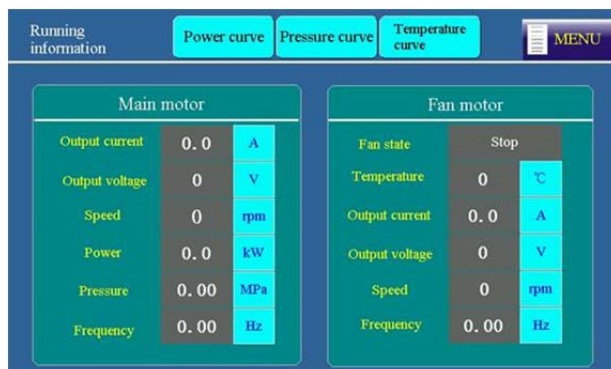 Running
information
Power curve
Pressure curve
Temperature
curve
MENU
Main motor
Output current 0.0 A
Output voltage 0 V
Speed 0 rpm
Power 0.0 kW
Pressure 0.00 MPa
Frequency 0.00 Hz
Fan motor
Fan state Stop
Temperature 0 ℃
Output current 0.0 A
Output voltage 0 V
Speed 0 rpm
Frequency 0.00 Hz